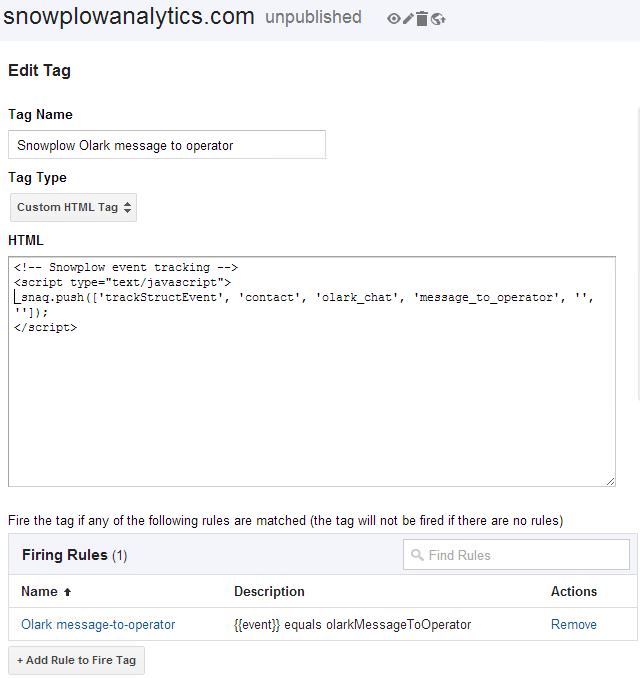 snowplowanalytics.com unpublished
Edit Tag
Tag Name
Snowplow Olark message to operator
Tag Type
Custom HTML Tag
HTML
<!-- Snowplow event tracking -->
<script type="text/javascript">
_snaq.push(['trackStructEvent', 'contact', 'olark_chat', 'message_to_operator', '',
'']);
</script>
Fire the tag if any of the following rules are matched (the tag will not be fired if there are no rules)
Firing Rules (1) Find Rules
Name Description Actions
Olark message-to-operator {{event}} equals olarkMessageToOperator Remove
+ Add Rule to Fire Tag